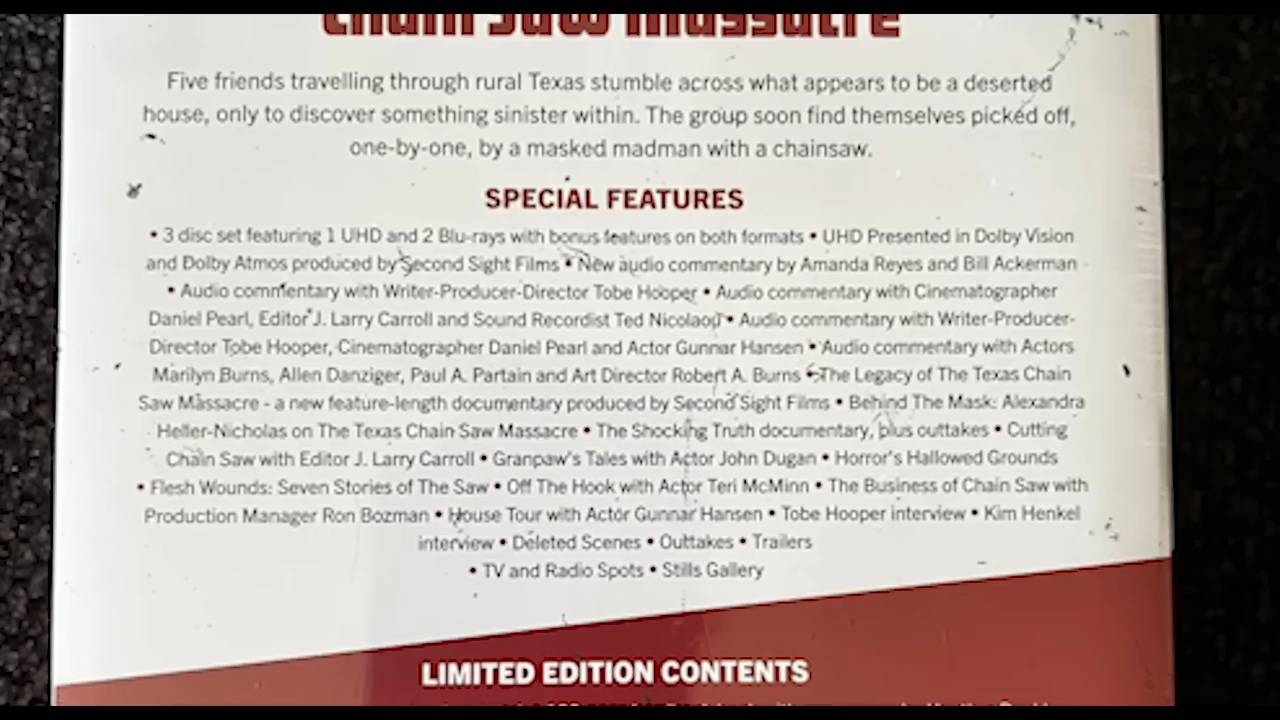 Chain Saw Massacre
Five friends travelling through rural Texas stumble across what appears to be a deserted
house, only to discover something sinister within. The group soon find themselves picked off,
one-by-one, by a masked madman with a chainsaw.
SPECIAL FEATURES
• 3 disc set featuring 1 UHD and 2 Blu-rays with bonus features on both formats • UHD Presented in Dolby Vision
and Dolby Atmos produced by Second Sight Films • New audio commentary by Amanda Reyes and Bill Ackerman
• Audio commentary with Writer-Producer-Director Tobe Hooper • Audio commentary with Cinematographer
Daniel Pearl, Editor J. Larry Carroll and Sound Recordist Ted Nicolaou • Audio commentary with Writer-Producer-
Director Tobe Hooper, Cinematographer Daniel Pearl and Actor Gunnar Hansen • Audio commentary with Actors
Marilyn Burns, Allen Danziger, Paul A. Partain and Art Director Robert A. Burns • The Legacy of The Texas Chain
Saw Massacre - a new feature-length documentary produced by Second Sight Films • Behind The Mask: Alexandra
Heller-Nicholas on The Texas Chain Saw Massacre • The Shocking Truth documentary, plus outtakes • Cutting
Chain Saw with Editor J. Larry Carroll • Granpaw's Tales with Actor John Dugan • Horror's Hallowed Grounds
• Flesh Wounds: Seven Stories of The Saw • Off The Hook with Actor Teri McMinn • The Business of Chain Saw with
Production Manager Ron Bozman • House Tour with Actor Gunnar Hansen • Tobe Hooper interview • Kim Henkel
interview • Deleted Scenes • Outtakes • Trailers
• TV and Radio Spots • Stills Gallery
LIMITED EDITION CONTENTS